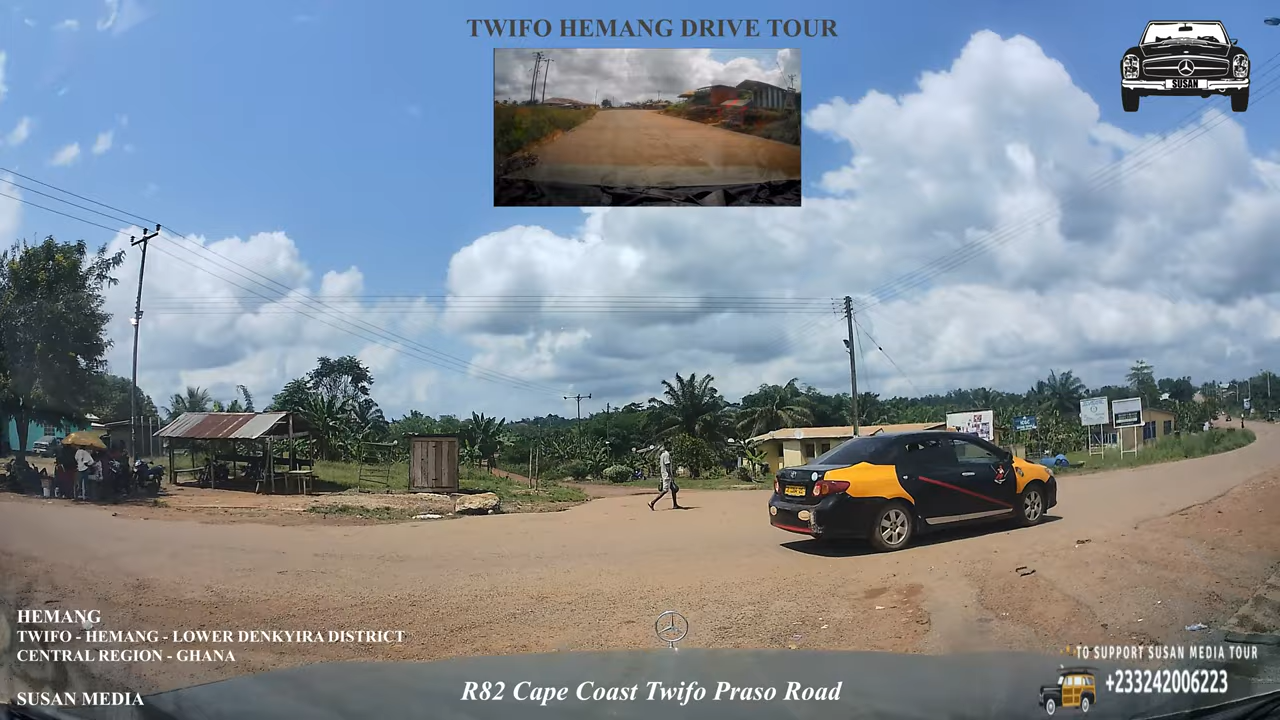 TWIFO HEMANG DRIVE TOUR
SUSAN
HEMANG
TWIFO - HEMANG - LOWER DENKYIRA DISTRICT
CENTRAL REGION - GHANA
SUSAN MEDIA
R82 Cape Coast Twifo Praso Road
TO SUPPORT SUSAN MEDIA TOUR
+233242006223